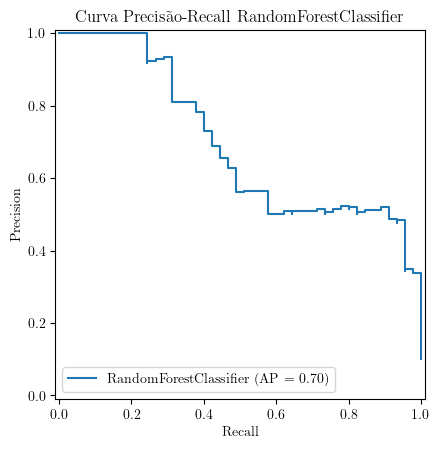 Curva Precisão-Recall RandomForestClassifier
1.0
0.8
0.6
0.4
0.2
0.0
Precision
RandomForestClassifier (AP = 0.70)
0.0 0.2 0.4 0.6 0.8 1.0
Recall